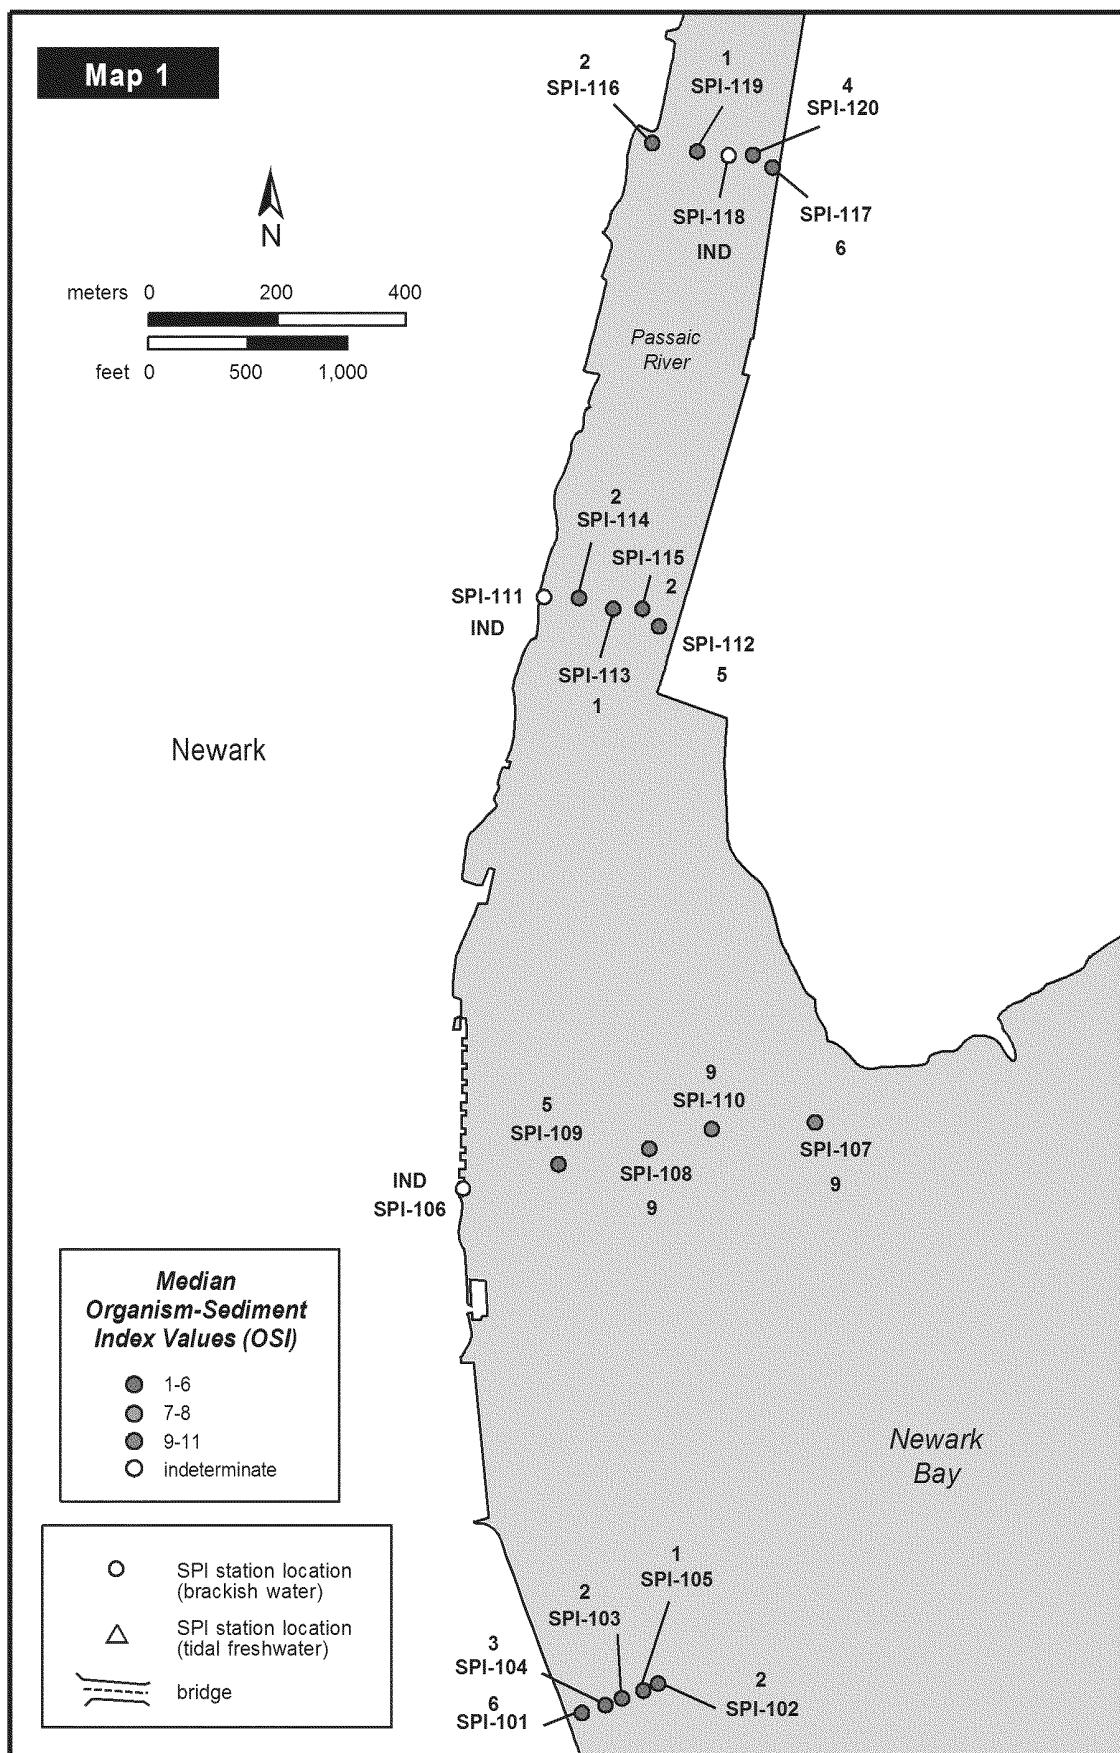 Map 1
2
SPI-116
1
SPI-119
4
SPI-120
SPI-118
IND
SPI-117
6
N
meters 0 200 400
feet 0 500 1,000
Passaic
River
2
SPI-114
SPI-115
2
SPI-111
IND
SPI-112
5
SPI-113
1
Newark
9
SPI-110
5
SPI-109
SPI-107
9
SPI-108
9
IND
SPI-106
Median
Organism-Sediment
Index Values (OSI)
1-6
7-8
9-11
indeterminate
Newark
Bay
SPI station location
(brackish water)
SPI station location
(tidal freshwater)
bridge
1
SPI-105
2
SPI-103
3
SPI-104
6
SPI-101
2
SPI-102